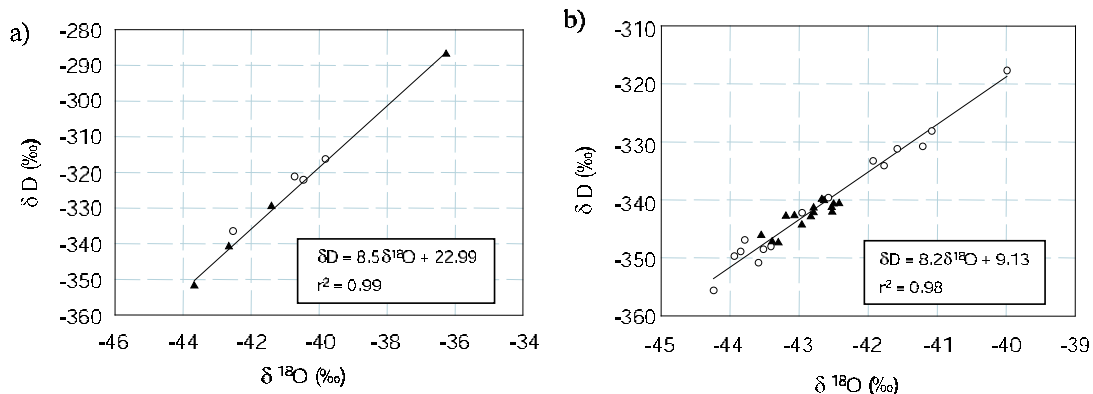 a)
-280
-290
-300
-310
-320
-330
-340
-350
-360
δ D (‰)
-46 -44 -42 -40 -38 -36 -34
δ ¹⁸O (‰)
δD = 8.5δ¹⁸O + 22.99
r² = 0.99
b)
-310
-320
-330
-340
-350
-360
δ D (‰)
-45 -44 -43 -42 -41 -40 -39
δ ¹⁸O (‰)
δD = 8.2δ¹⁸O + 9.13
r² = 0.98